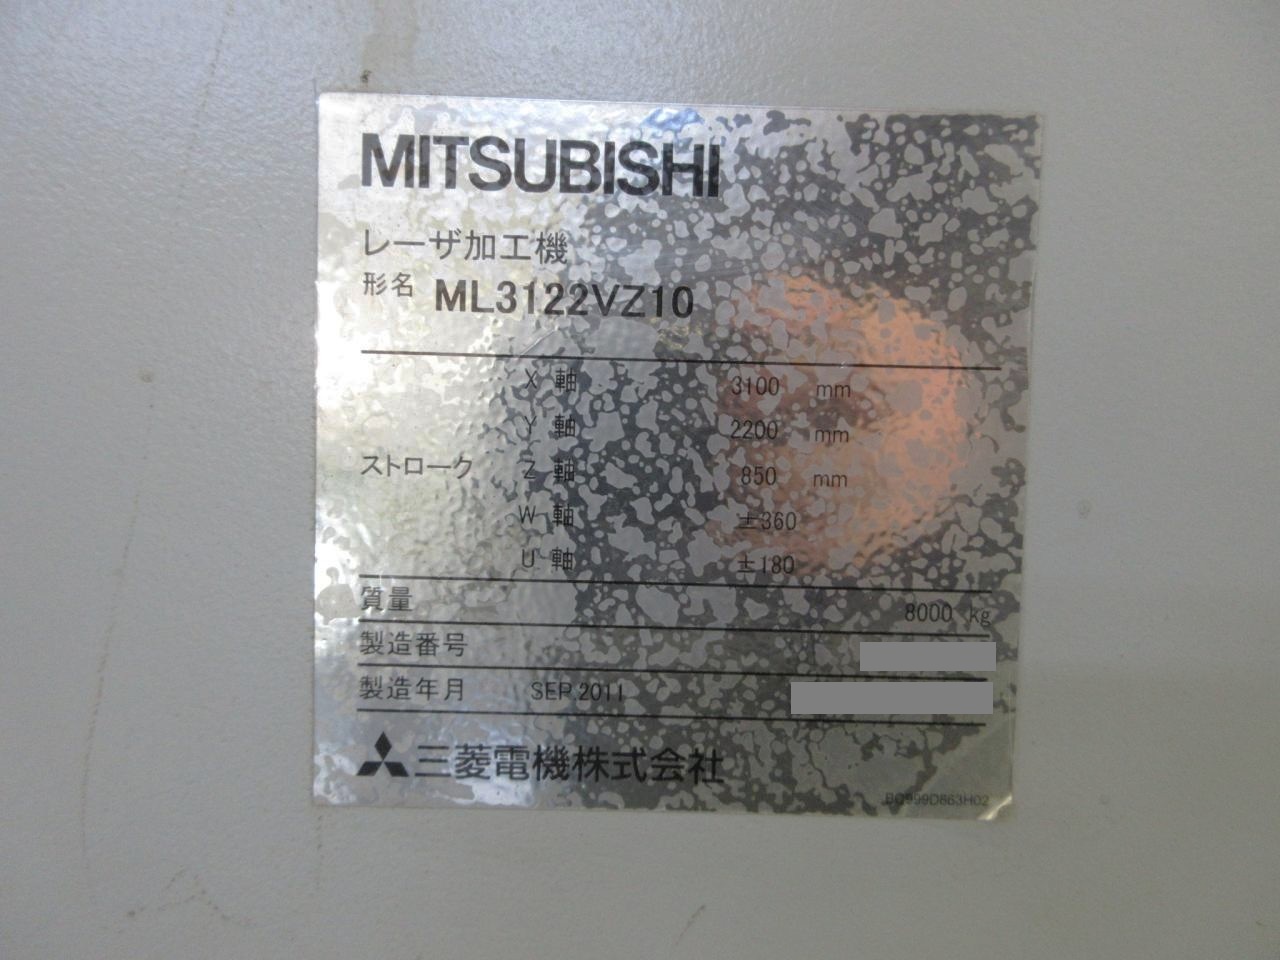 MITSUBISHI
レーザ加工機
形名 ML3122VZ10
X 軸 3100 mm
Y 軸 2200 mm
ストローク Z 軸 850 mm
W 軸 ±360
U 軸 ±180
質量 8000 kg
製造番号
製造年月 SEP 2011
三菱電機株式会社
BG999D863H02